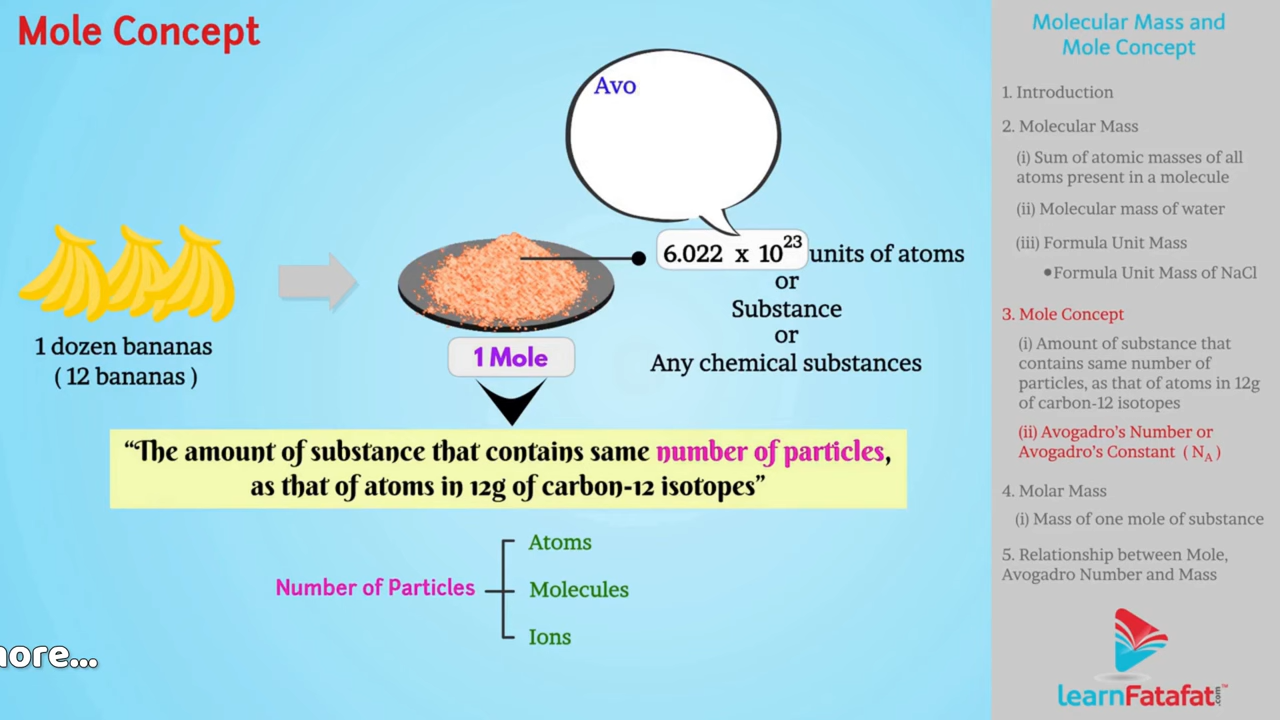 Mole Concept
Avo
6.022 x 10²³ units of atoms
or
Substance
or
Any chemical substances
1 dozen bananas
( 12 bananas )
1 Mole
“The amount of substance that contains same number of particles,
as that of atoms in 12g of carbon-12 isotopes”
Number of Particles
Atoms
Molecules
Ions
Molecular Mass and
Mole Concept
1. Introduction
2. Molecular Mass
(i) Sum of atomic masses of all
atoms present in a molecule
(ii) Molecular mass of water
(iii) Formula Unit Mass
•Formula Unit Mass of NaCl
3. Mole Concept
(i) Amount of substance that
contains same number of
particles, as that of atoms in 12g
of carbon-12 isotopes
(ii) Avogadro's Number or
Avogadro's Constant ( N_A )
4. Molar Mass
(i) Mass of one mole of substance
5. Relationship between Mole,
Avogadro Number and Mass
learnFatafat.com™